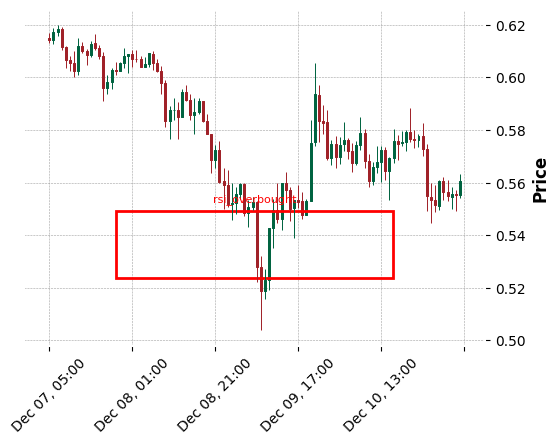 0.62
0.60
0.58
0.56
0.54
0.52
0.50
Price
rsi_overbought
Dec 07, 05:00
Dec 08, 01:00
Dec 08, 21:00
Dec 09, 17:00
Dec 10, 13:00